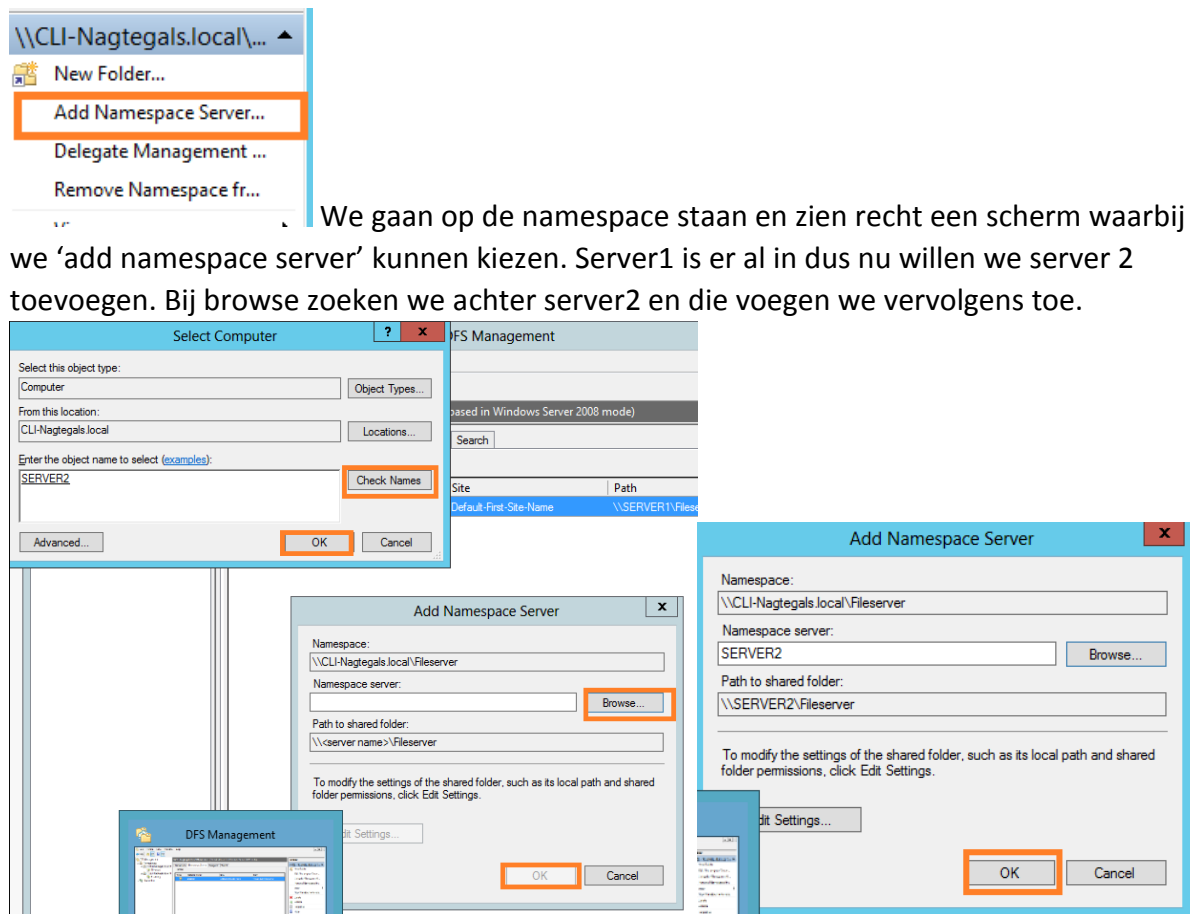 \\CLI-Nagtegals.local\...
New Folder...
Add Namespace Server...
Delegate Management ...
Remove Namespace fr...
We gaan op de namespace staan en zien recht een scherm waarbij
we ‘add namespace server’ kunnen kiezen. Server1 is er al in dus nu willen we server 2
toevoegen. Bij browse zoeken we achter server2 en die voegen we vervolgens toe.
Select Computer
?
x
Select this object type:
Computer
Object Types...
From this location:
CLI-Nagtegals.local
Locations...
Enter the object name to select (examples):
SERVER2
Check Names
Advanced...
OK
Cancel
DFS Management
based in Windows Server 2008 mode)
Search
Site
Path
Default-First-Site-Name
\\SERVER1\Filese
Add Namespace Server
x
Namespace:
\\CLI-Nagtegals.local\Fileserver
Namespace server:
Browse...
Path to shared folder:
\\<server name>\Fileserver
To modify the settings of the shared folder, such as its local path and shared
folder permissions, click Edit Settings.
dit Settings...
OK
Cancel
DFS Management
Add Namespace Server
x
Namespace:
\\CLI-Nagtegals.local\Fileserver
Namespace server:
SERVER2
Browse...
Path to shared folder:
\\SERVER2\Fileserver
To modify the settings of the shared folder, such as its local path and shared
folder permissions, click Edit Settings.
dit Settings...
OK
Cancel